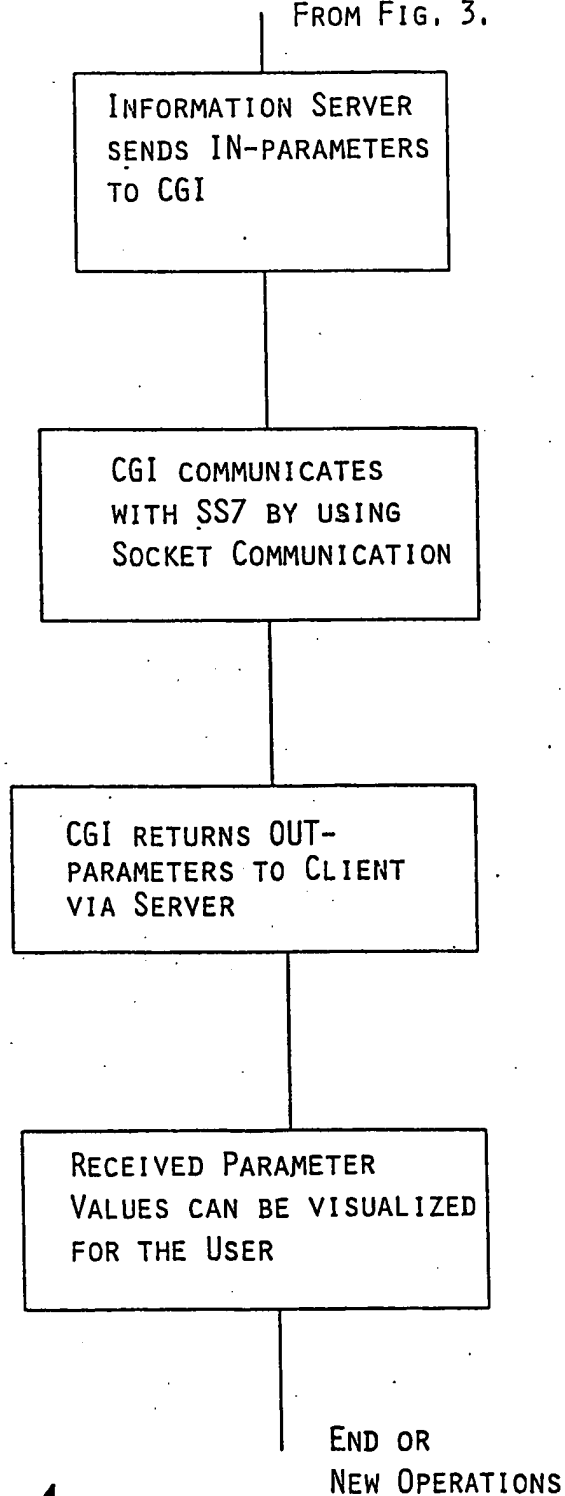 FROM FIG. 3.
INFORMATION SERVER
SENDS IN-PARAMETERS
TO CGI
CGI COMMUNICATES
WITH SS7 BY USING
SOCKET COMMUNICATION
CGI RETURNS OUT-
PARAMETERS TO CLIENT
VIA SERVER
RECEIVED PARAMETER
VALUES CAN BE VISUALIZED
FOR THE USER
END OR
NEW OPERATIONS